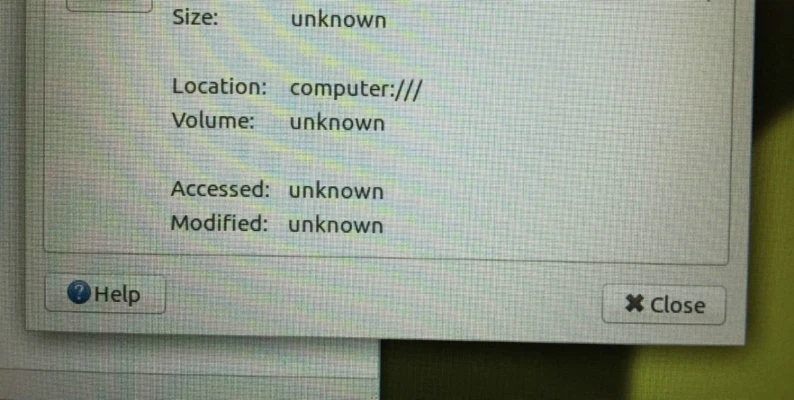 Size: unknown
Location: computer:///
Volume: unknown
Accessed: unknown
Modified: unknown
Help
Close